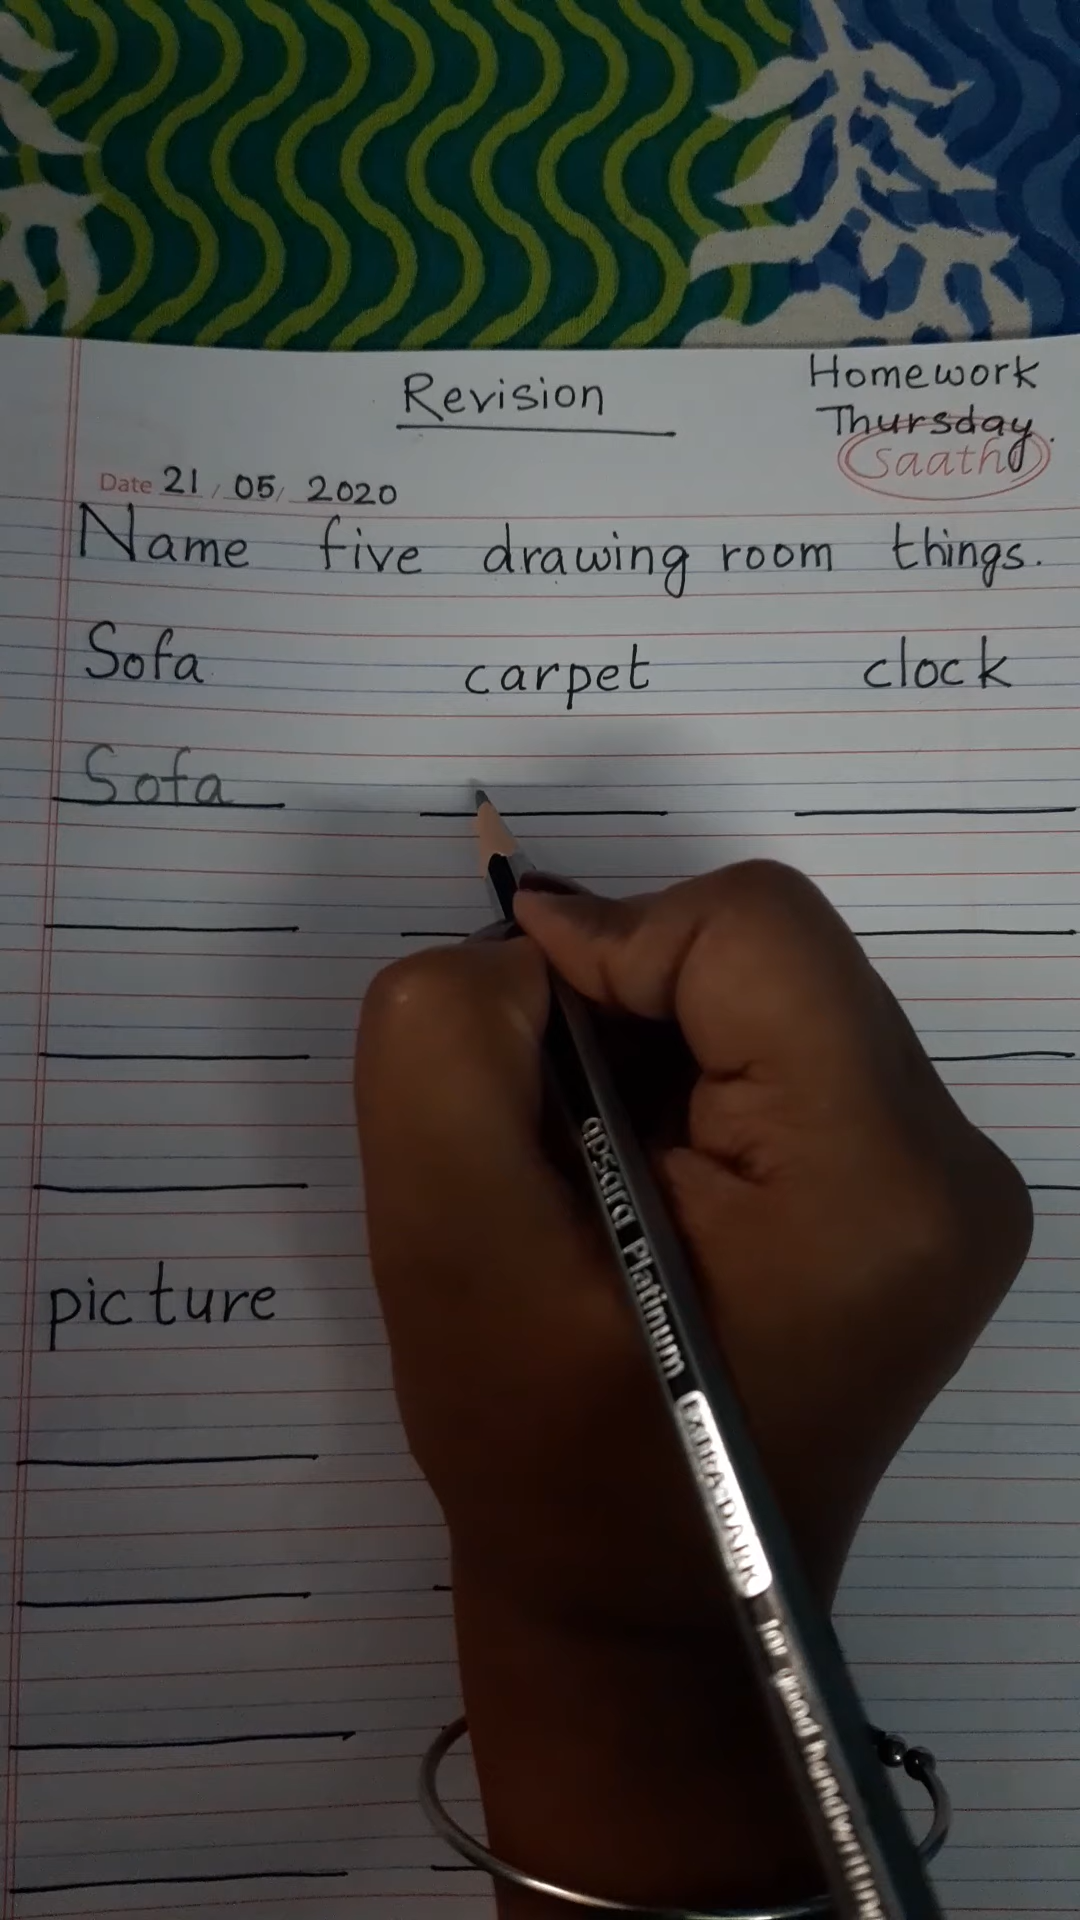 Revision
Homework
Thursday.
saathi
Date 21/05/2020
Name five drawing room things.
Sofa carpet clock
Sofa
picture
apsara Platinum EXTRA DARK for good handwriting